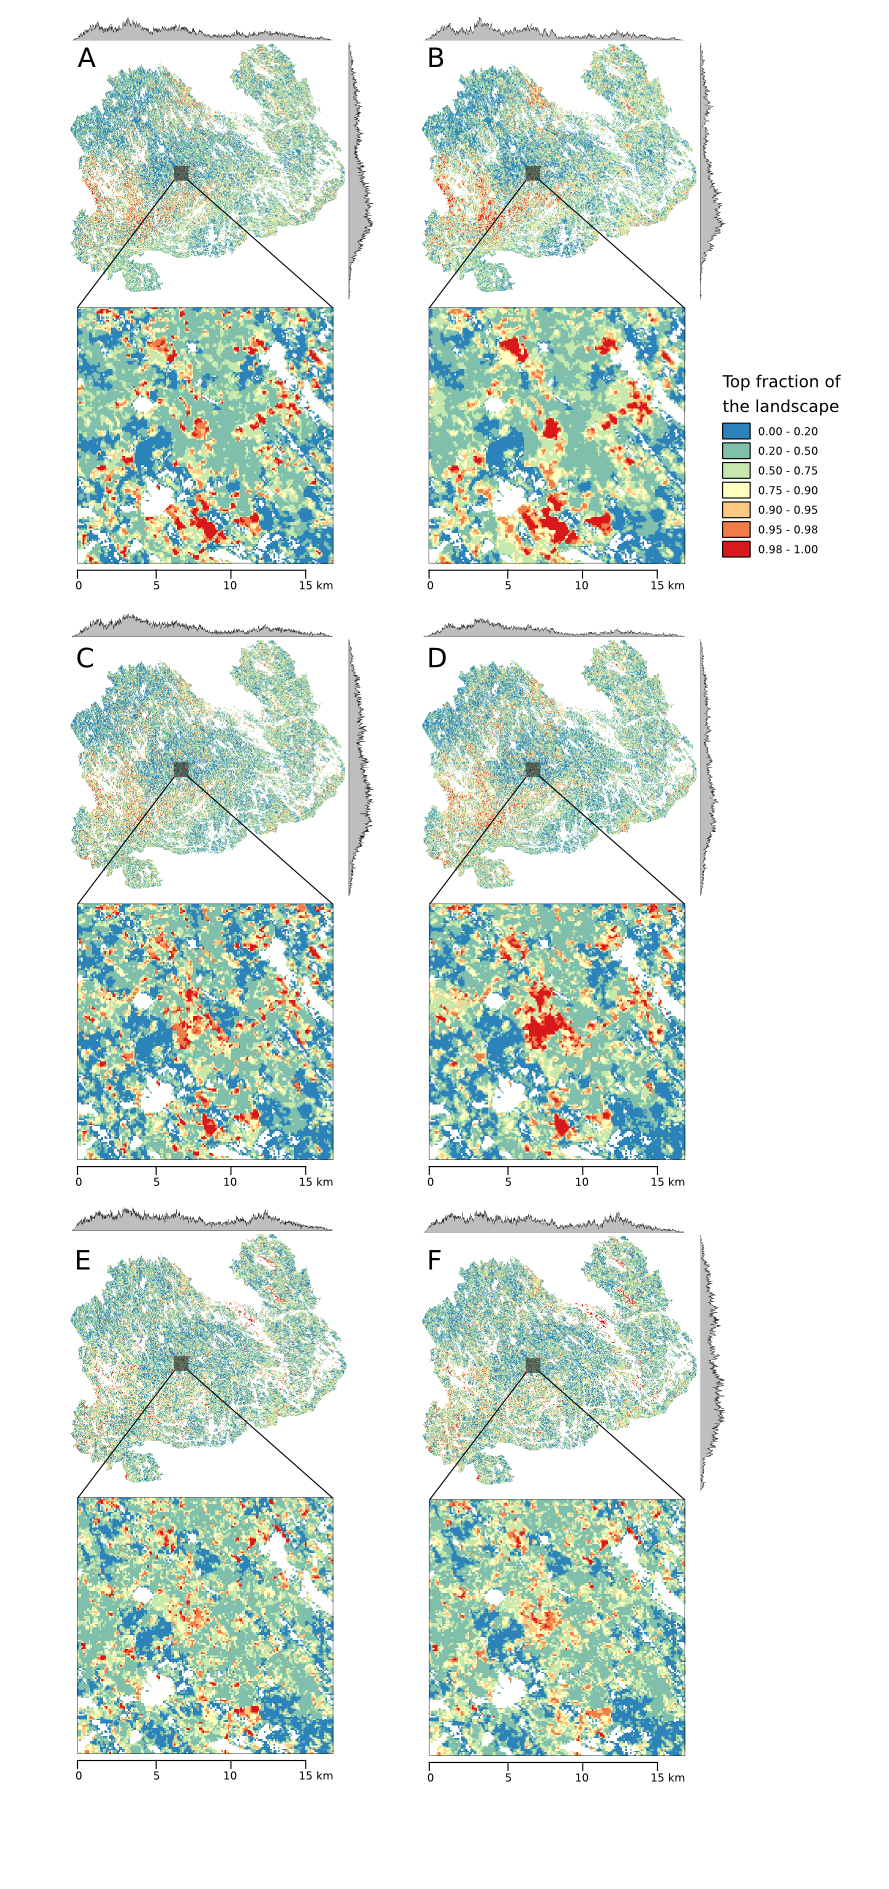 A
B
Top fraction of
the landscape
0.00 - 0.20
0.20 - 0.50
0.50 - 0.75
0.75 - 0.90
0.90 - 0.95
0.95 - 0.98
0.98 - 1.00
0 5 10 15 km
0 5 10 15 km
C
D
0 5 10 15 km
0 5 10 15 km
E
F
0 5 10 15 km
0 5 10 15 km